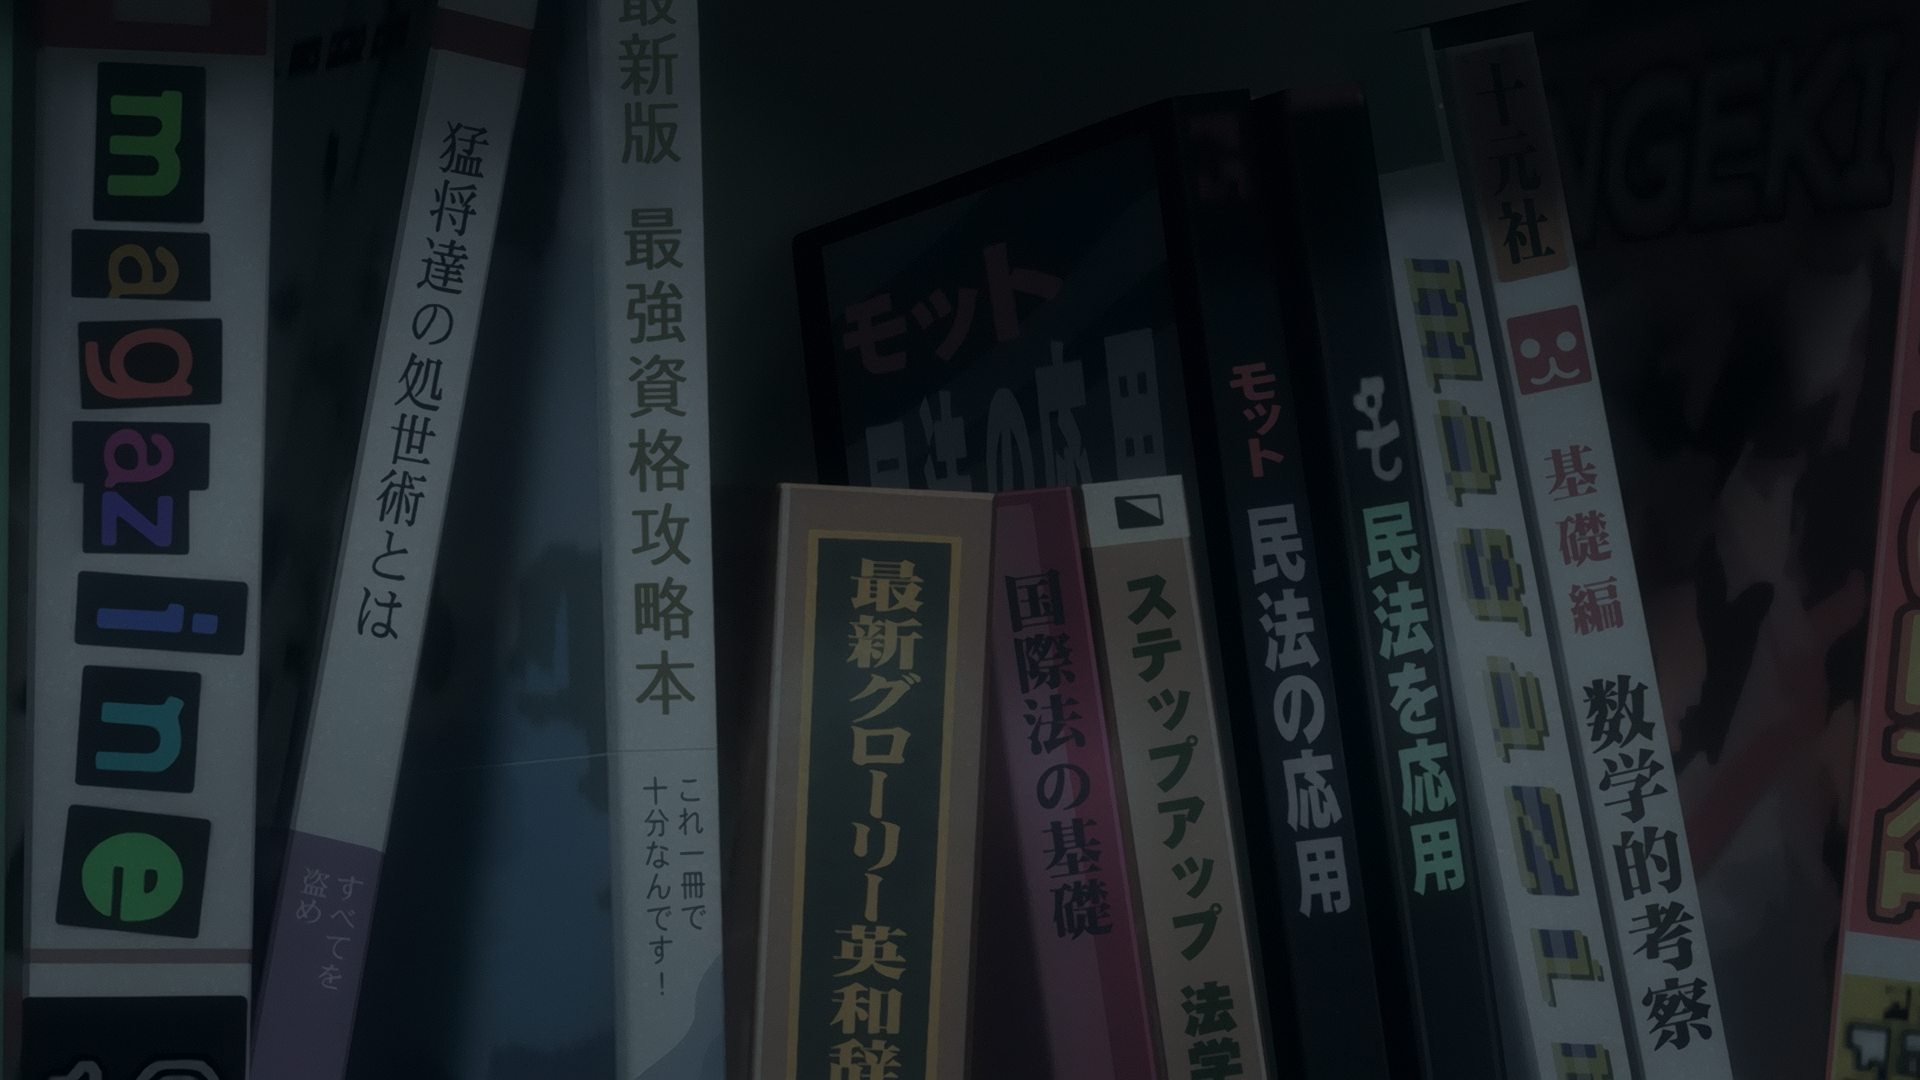 magazine
猛将達の処世術とは
すべてを
盗め
最新版 最強資格攻略本
これ一冊で
十分なんです！
モット
民法の応用
最新グローリー英和辞
国際法の基礎
ステップアップ 法学
モット 民法の応用
民法を応用
magazi
十元社
基礎編 数学的考察
NGEKI